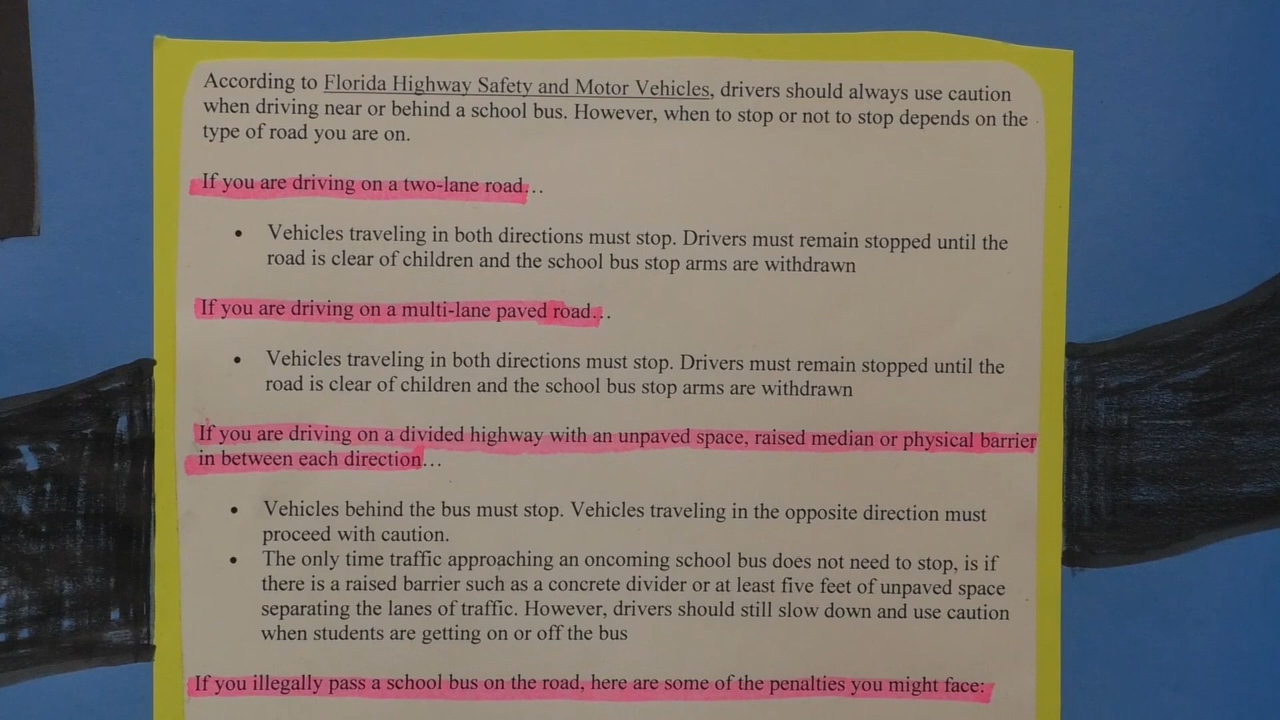 According to Florida Highway Safety and Motor Vehicles, drivers should always use caution
when driving near or behind a school bus. However, when to stop or not to stop depends on the
type of road you are on.
If you are driving on a two-lane road…
• Vehicles traveling in both directions must stop. Drivers must remain stopped until the
road is clear of children and the school bus stop arms are withdrawn
If you are driving on a multi-lane paved road…
• Vehicles traveling in both directions must stop. Drivers must remain stopped until the
road is clear of children and the school bus stop arms are withdrawn
If you are driving on a divided highway with an unpaved space, raised median or physical barrier
in between each direction…
• Vehicles behind the bus must stop. Vehicles traveling in the opposite direction must
proceed with caution.
• The only time traffic approaching an oncoming school bus does not need to stop, is if
there is a raised barrier such as a concrete divider or at least five feet of unpaved space
separating the lanes of traffic. However, drivers should still slow down and use caution
when students are getting on or off the bus
If you illegally pass a school bus on the road, here are some of the penalties you might face: